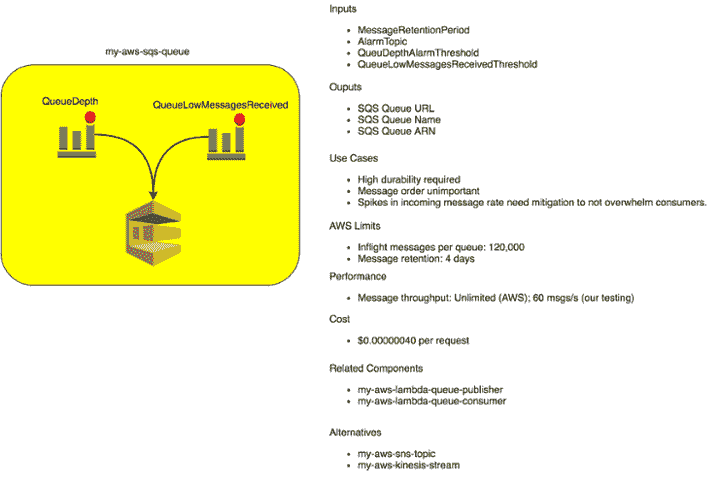 my-aws-sqs-queue
QueueDepth
QueueLowMessagesReceived
Inputs
MessageRetentionPeriod
AlarmTopic
QueuDepthAlarmThreshold
QueueLowMessagesReceivedThreshold
Ouputs
SQS Queue URL
SQS Queue Name
SQS Queue ARN
Use Cases
High durability required
Message order unimportant
Spikes in incoming message rate need mitigation to not overwhelm consumers.
AWS Limits
Inflight messages per queue: 120,000
Message retention: 4 days
Performance
Message throughput: Unlimited (AWS); 60 msgs/s (our testing)
Cost
$0.00000040 per request
Related Components
my-aws-lambda-queue-publisher
my-aws-lambda-queue-consumer
Alternatives
my-aws-sns-topic
my-aws-kinesis-stream